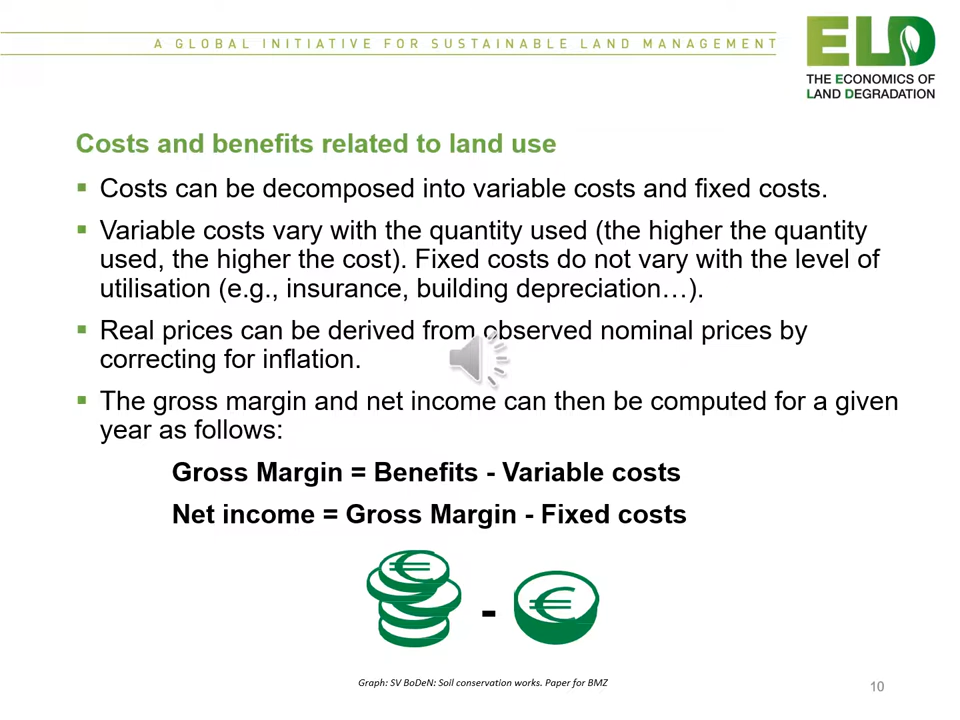 A GLOBAL INITIATIVE FOR SUSTAINABLE LAND MANAGEMENT
ELD
THE ECONOMICS OF
LAND DEGRADATION
Costs and benefits related to land use
▪ Costs can be decomposed into variable costs and fixed costs.
▪ Variable costs vary with the quantity used (the higher the quantity
used, the higher the cost). Fixed costs do not vary with the level of
utilisation (e.g., insurance, building depreciation…).
▪ Real prices can be derived from observed nominal prices by
correcting for inflation.
▪ The gross margin and net income can then be computed for a given
year as follows:
Gross Margin = Benefits - Variable costs
Net income = Gross Margin - Fixed costs
€ - €
Graph: SV BoDeN: Soil conservation works. Paper for BMZ
10